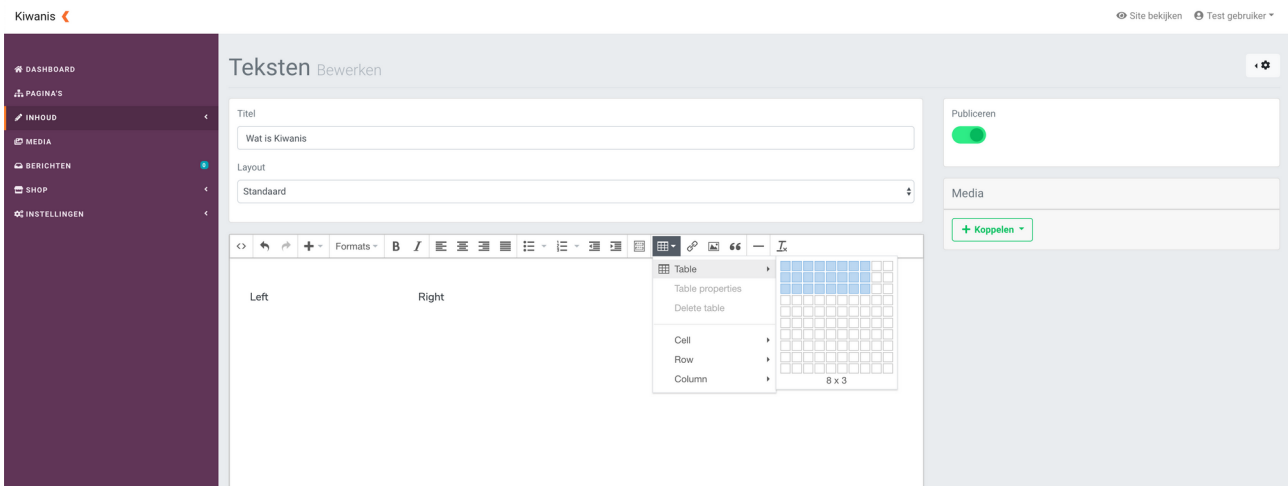 Kiwanis
Site bekijken Test gebruiker
DASHBOARD
PAGINA'S
INHOUD
MEDIA
BERICHTEN 0
SHOP
INSTELLINGEN
Teksten Bewerken
Titel
Wat is Kiwanis
Layout
Standaard
Publiceren
Media
+ Koppelen
Formats B I
Table
Table properties
Delete table
Cell
Row
Column
8 x 3
Left Right